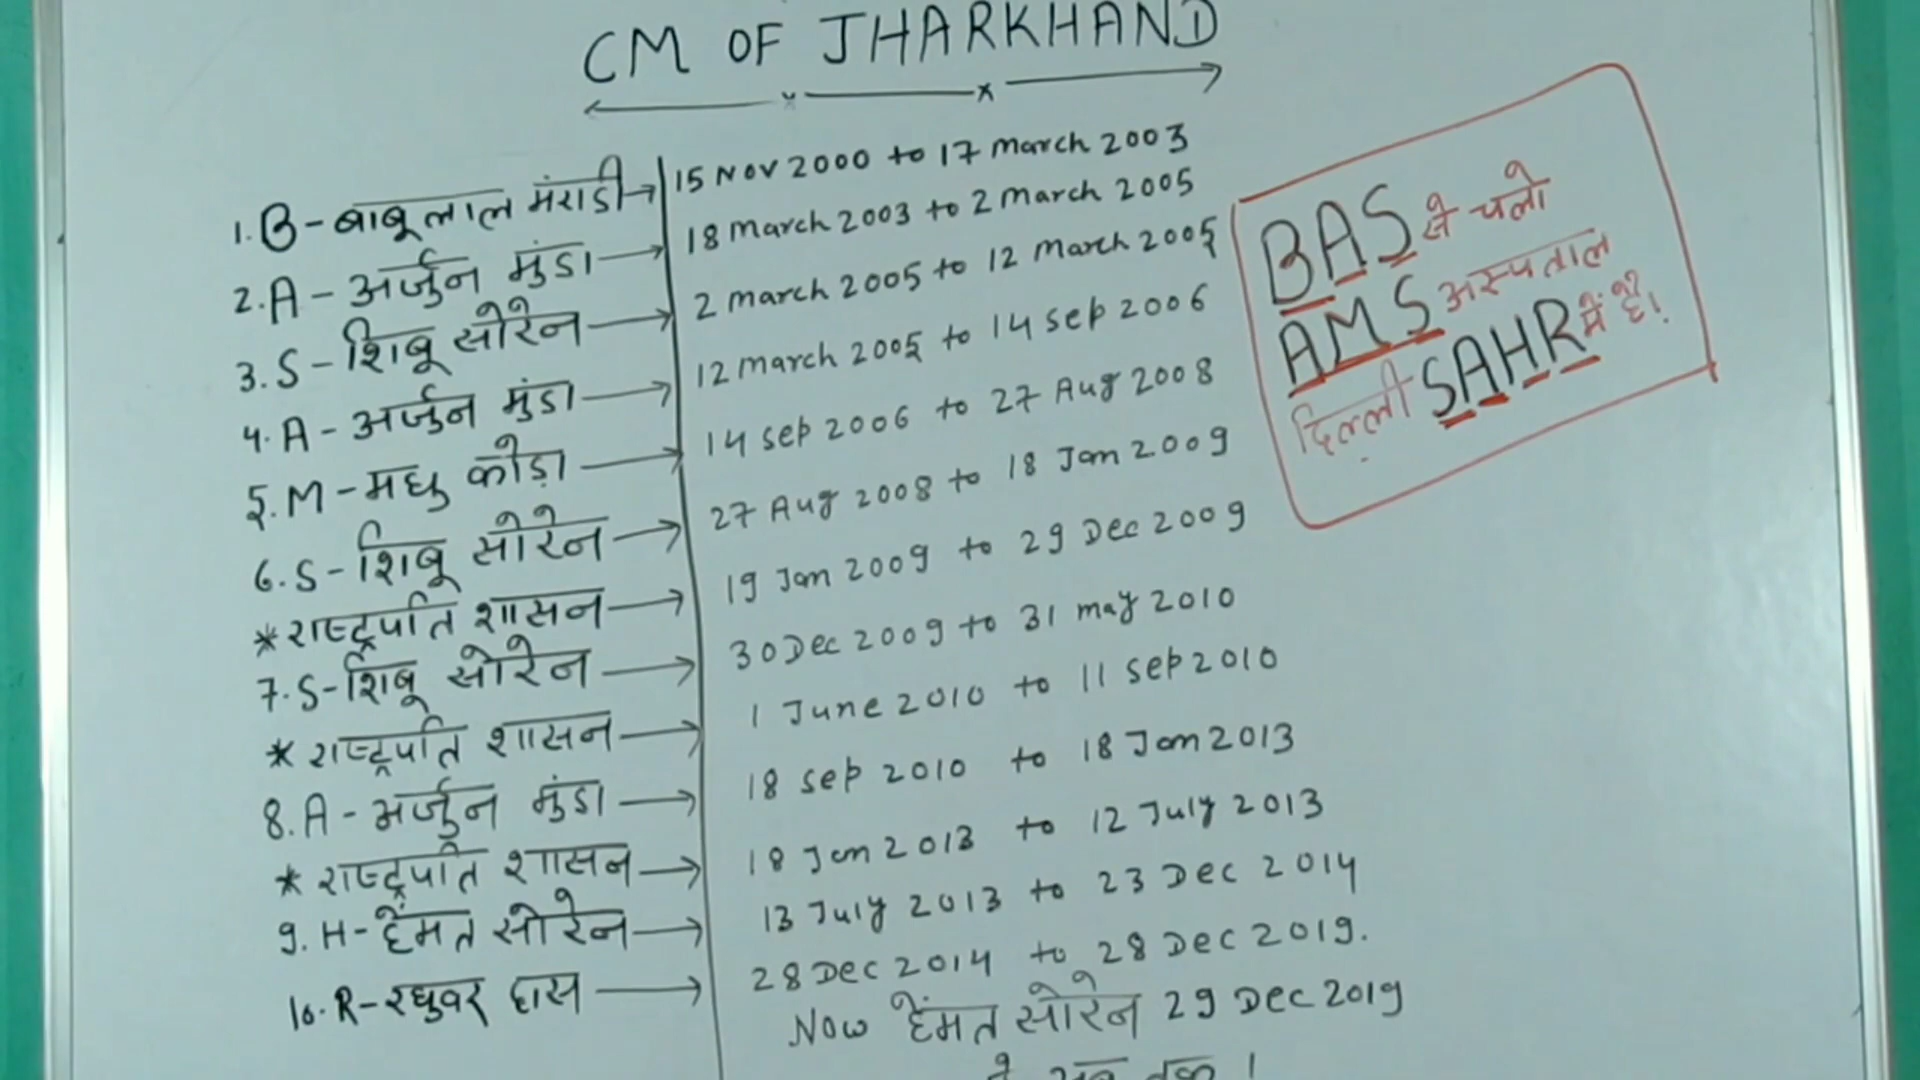 CM OF JHARKHAND
1. B - बाबूलाल मंराडी → 15 NOV 2000 to 17 March 2003
2. A - अर्जुन मुंडा → 18 March 2003 to 2 March 2005
3. S - शिबू सोरेन → 2 March 2005 to 12 March 2005
4. A - अर्जुन मुंडा → 12 March 2005 to 14 sep 2006
5. M - मधु कोड़ा → 14 sep 2006 to 27 Aug 2008
6. S - शिबू सोरेन → 27 Aug 2008 to 18 Jan 2009
* राष्ट्रपति शासन → 19 Jan 2009 to 29 Dec 2009
7. S - शिबू सोरेन → 30 Dec 2009 to 31 may 2010
* राष्ट्रपति शासन → 1 June 2010 to 11 sep 2010
8. A - अर्जुन मुंडा → 18 sep 2010 to 18 Jan 2013
* राष्ट्रपति शासन → 18 Jan 2013 to 12 July 2013
9. H - हेंमत सोरेन → 13 July 2013 to 23 Dec 2014
10. R - रघुवर दास → 28 Dec 2014 to 28 Dec 2019.
Now हेंमत सोरेन 29 Dec 2019
से अब तक ।
BAS से चलो
AMS अस्पताल
दिल्ली SAHR में है।